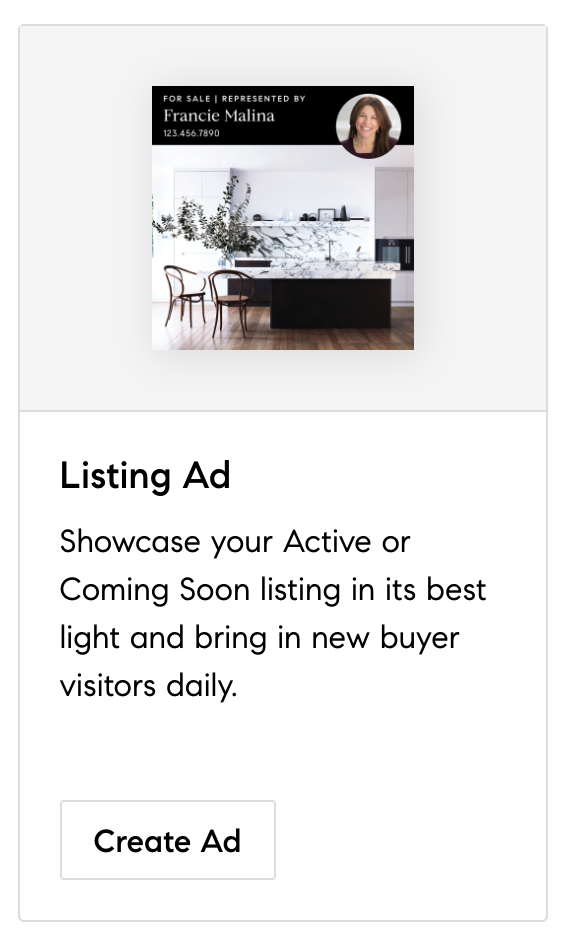 FOR SALE | REPRESENTED BY
Francie Malina
123.456.7890
Listing Ad
Showcase your Active or
Coming Soon listing in its best
light and bring in new buyer
visitors daily.
Create Ad